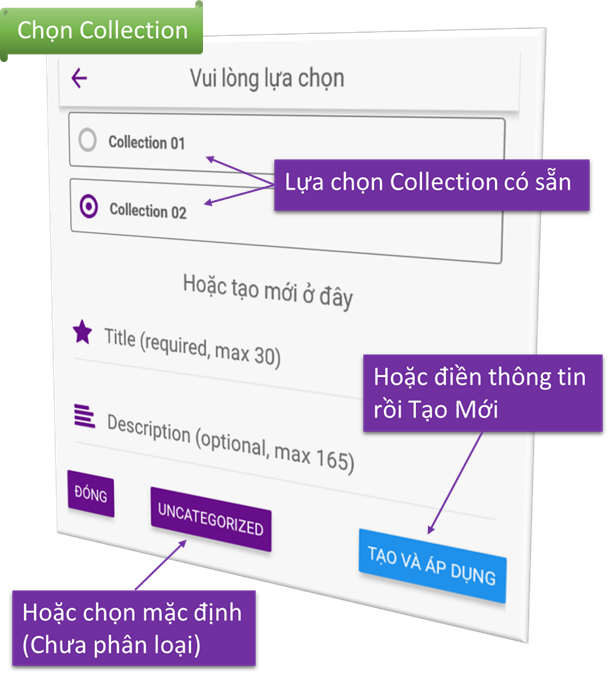 Chọn Collection
Vui lòng lựa chọn
Collection 01
Lựa chọn Collection có sẵn
Collection 02
Hoặc tạo mới ở đây
Title (required, max 30)
Hoặc điền thông tin
rồi Tạo Mới
Description (optional, max 165)
ĐÓNG
UNCATEGORIZED
TẠO VÀ ÁP DỤNG
Hoặc chọn mặc định
(Chưa phân loại)